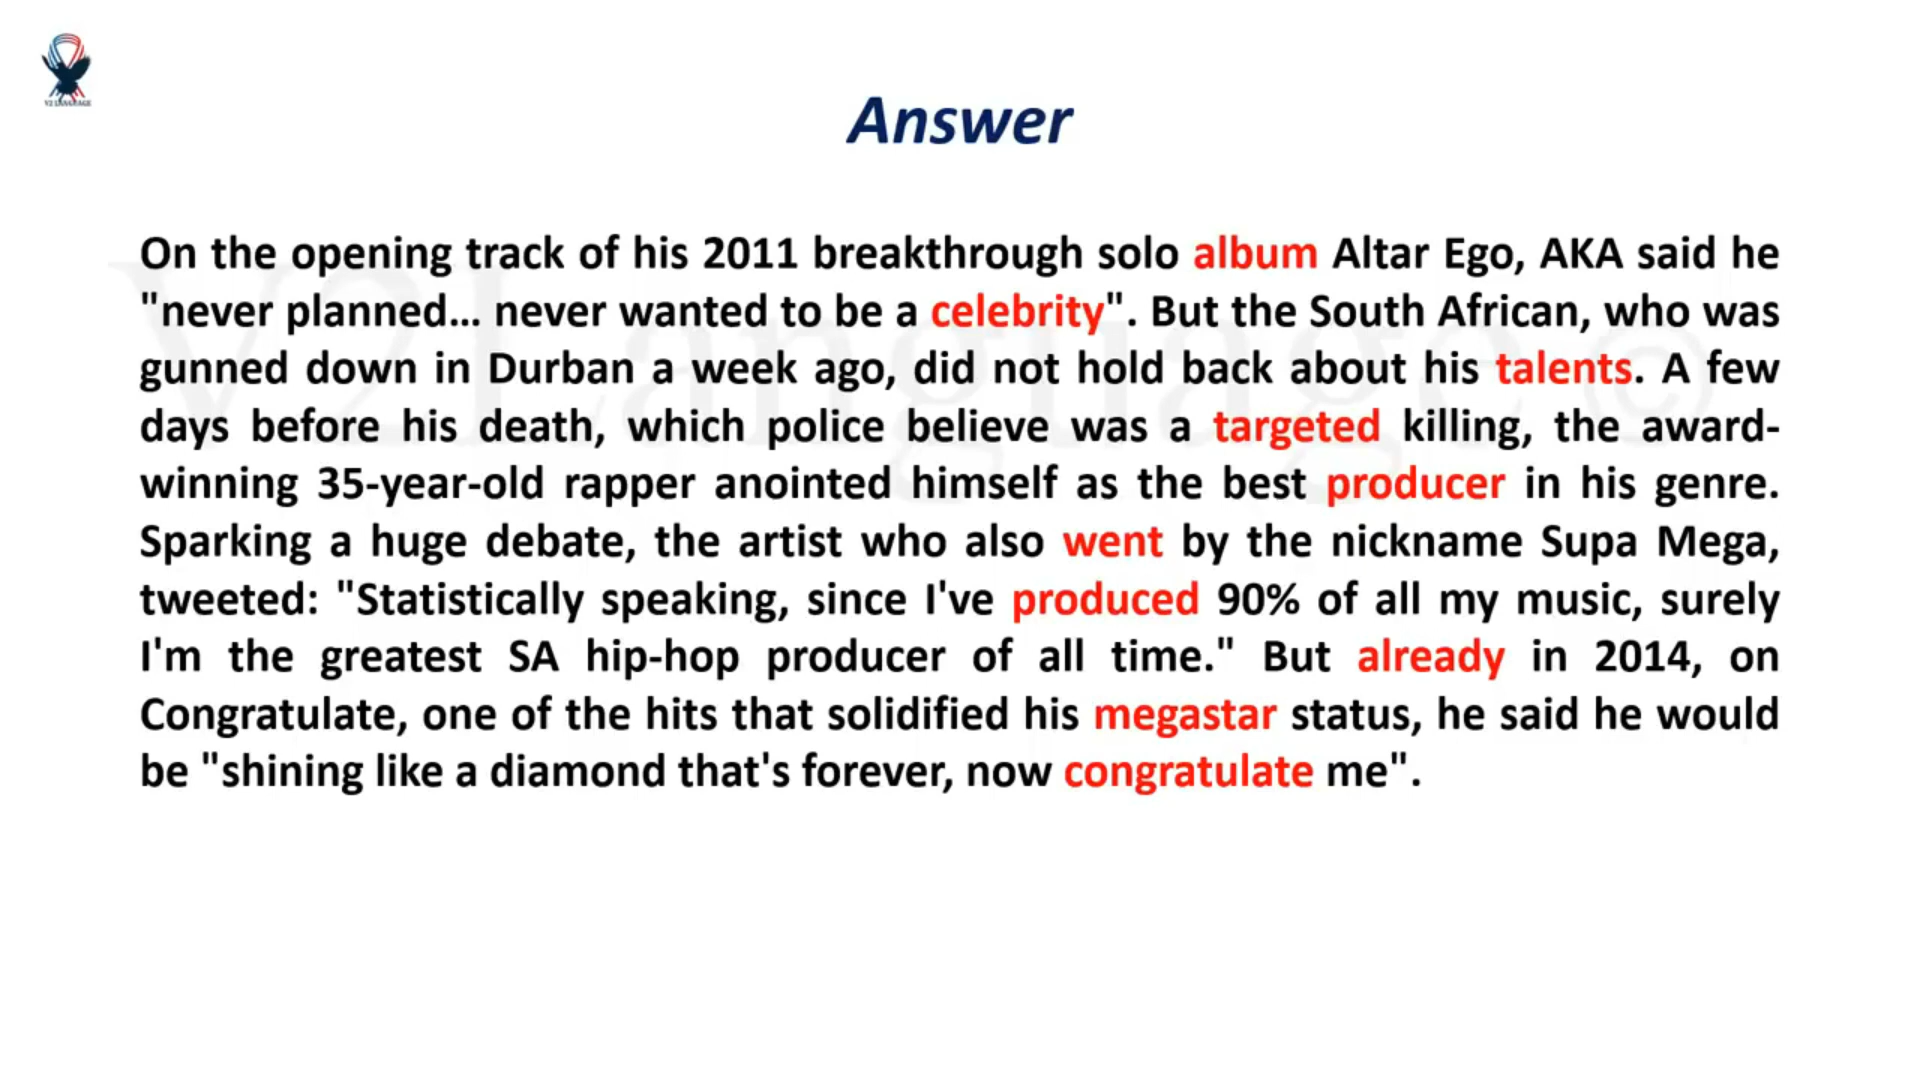 V2 LANGUAGE
Answer
On the opening track of his 2011 breakthrough solo album Altar Ego, AKA said he
"never planned... never wanted to be a celebrity". But the South African, who was
gunned down in Durban a week ago, did not hold back about his talents. A few
days before his death, which police believe was a targeted killing, the award-
winning 35-year-old rapper anointed himself as the best producer in his genre.
Sparking a huge debate, the artist who also went by the nickname Supa Mega,
tweeted: "Statistically speaking, since I've produced 90% of all my music, surely
I'm the greatest SA hip-hop producer of all time." But already in 2014, on
Congratulate, one of the hits that solidified his megastar status, he said he would
be "shining like a diamond that's forever, now congratulate me".
V2Language ©